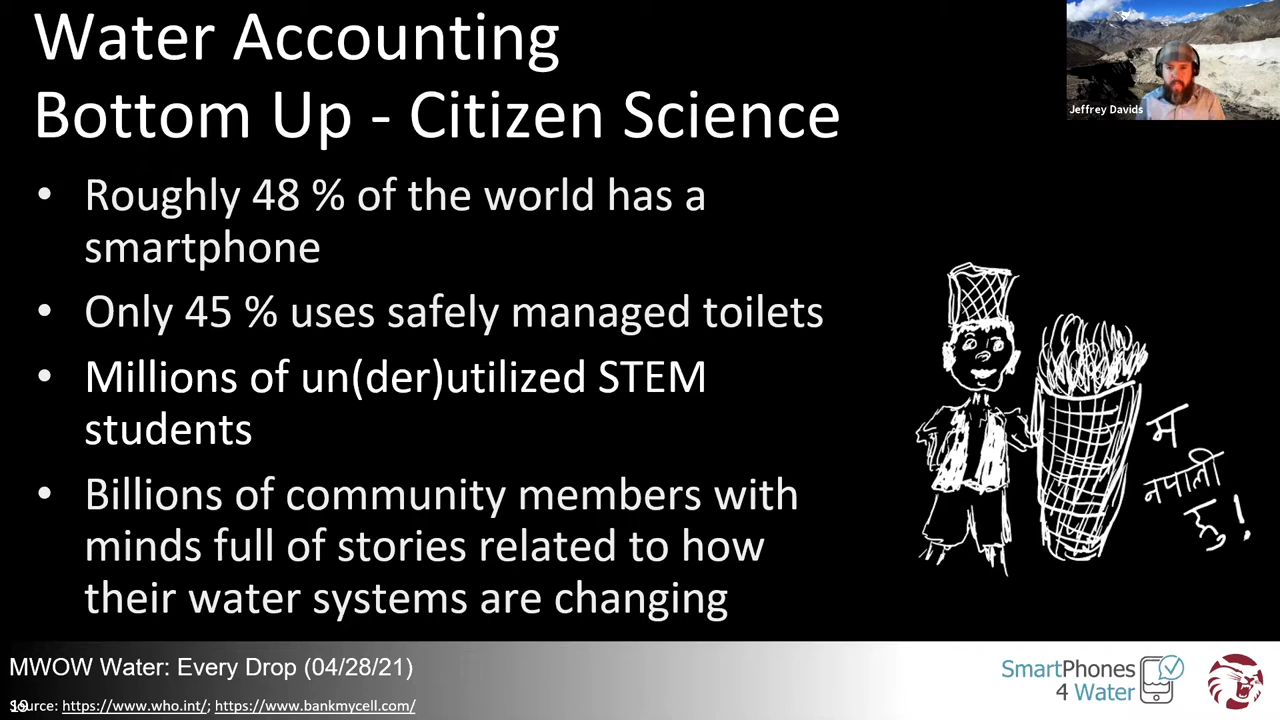 Water Accounting
Bottom Up - Citizen Science
Jeffrey Davids
• Roughly 48 % of the world has a
smartphone
• Only 45 % uses safely managed toilets
• Millions of un(der)utilized STEM
students
• Billions of community members with
minds full of stories related to how
their water systems are changing
म
नपाली
हू!
MWOW Water: Every Drop (04/28/21)
SmartPhones
4 Water
19
Source: https://www.who.int/; https://www.bankmycell.com/